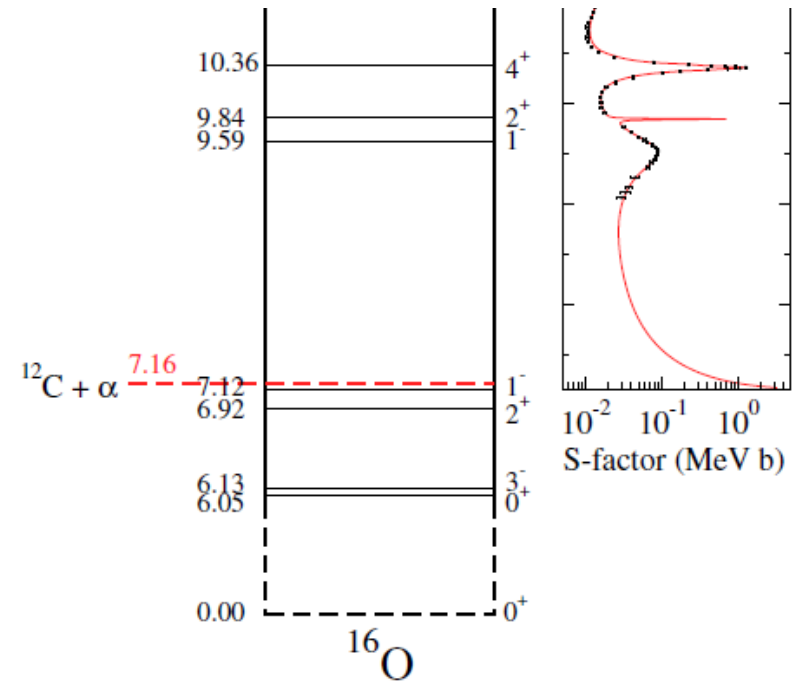 10.36 4⁺
9.84 2⁺
9.59 1⁻
¹²C + α 7.16
7.12 1⁻
6.92 2⁺
6.13 3⁻
6.05 0⁺
0.00 0⁺
¹⁶O
10⁻² 10⁻¹ 10⁰
S-factor (MeV b)